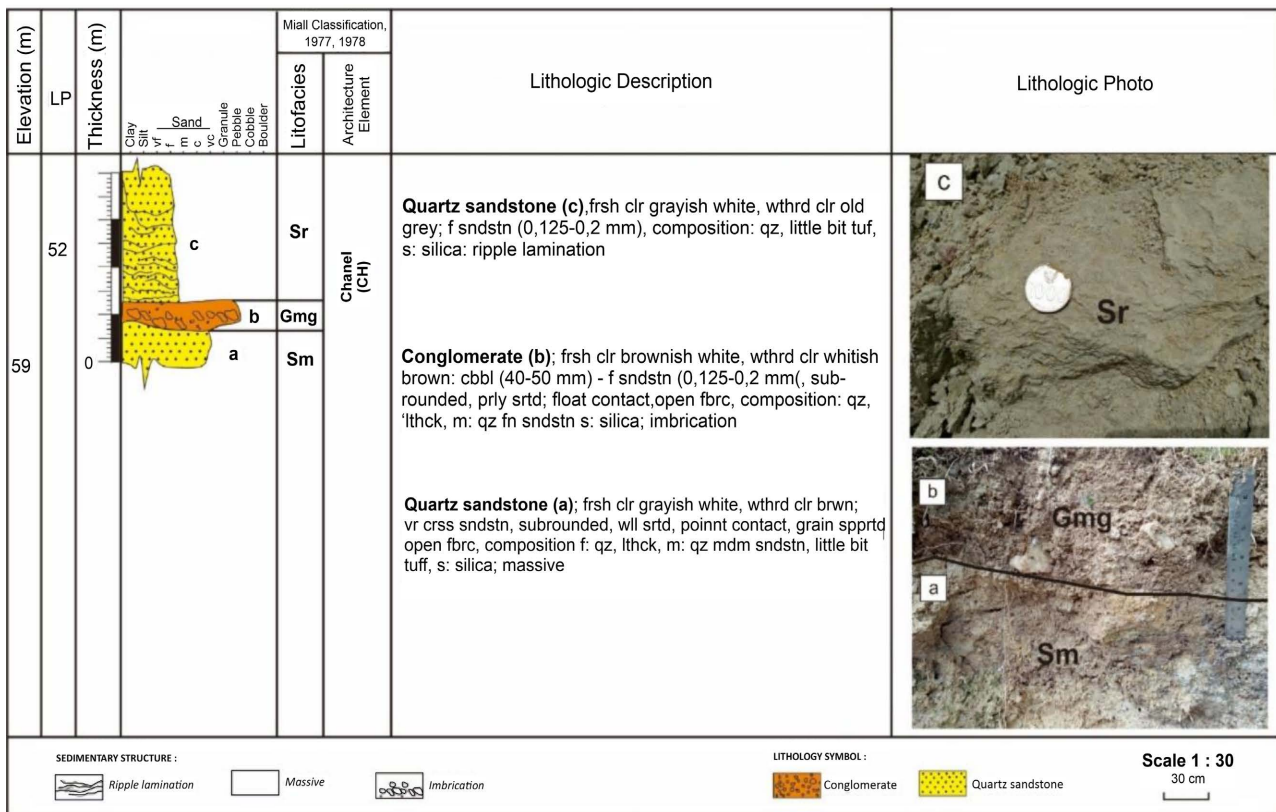 Elevation (m)
LP
Thickness (m)
Clay
Silt
vf
f
m
c
vc
Granule
Pebble
Cobble
Boulder
Sand
Miall Classification,
1977, 1978
Litofacies
Architecture
Element
Lithologic Description
Lithologic Photo
59
52
0
c
b
a
Sr
Gmg
Sm
Chanel
(CH)
Quartz sandstone (c),frsh clr grayish white, wthrd clr old
grey; f sndstn (0,125-0,2 mm), composition: qz, little bit tuf,
s: silica: ripple lamination
Conglomerate (b); frsh clr brownish white, wthrd clr whitish
brown: cbbl (40-50 mm) - f sndstn (0,125-0,2 mm(, sub-
rounded, prly srtd; float contact,open fbrc, composition: qz,
‘lthck, m: qz fn sndstn s: silica; imbrication
Quartz sandstone (a); frsh clr grayish white, wthrd clr brwn;
vr crss sndstn, subrounded, wll srtd, poinnt contact, grain spprtd
open fbrc, composition f: qz, lthck, m: qz mdm sndstn, little bit
tuff, s: silica; massive
C
Sr
b
Gmg
a
Sm
SEDIMENTARY STRUCTURE :
Ripple lamination
Massive
Imbrication
LITHOLOGY SYMBOL :
Conglomerate
Quartz sandstone
Scale 1 : 30
30 cm